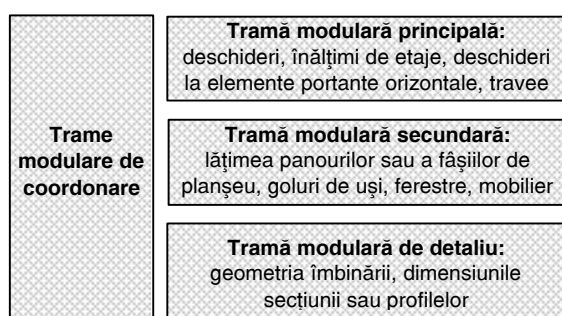 Trame
modulare de
coordonare
Tramă modulară principală:
deschideri, înălţimi de etaje, deschideri
la elemente portante orizontale, travee
Tramă modulară secundară:
lăţimea panourilor sau a fâşiilor de
planşeu, goluri de uşi, ferestre, mobilier
Tramă modulară de detaliu:
geometria îmbinării, dimensiunile
secţiunii sau profilelor